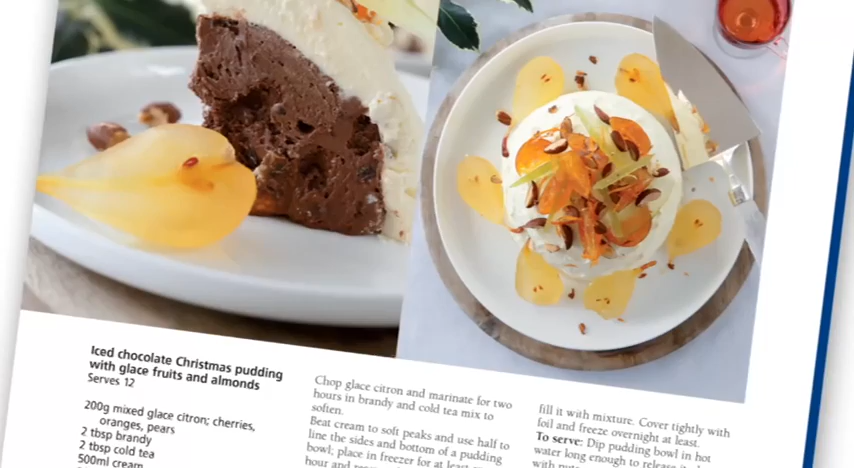 Iced chocolate Christmas pudding
with glace fruits and almonds
Serves 12
200g mixed glace citron; cherries,
oranges, pears
2 tbsp brandy
2 tbsp cold tea
500ml cream
Chop glace citron and marinate for two
hours in brandy and cold tea mix to
soften.
Beat cream to soft peaks and use half to
line the sides and bottom of a pudding
bowl; place in freezer for at least
hour and
fill it with mixture. Cover tightly with
foil and freeze overnight at least.
To serve: Dip pudding bowl in hot
water long enough to release
with